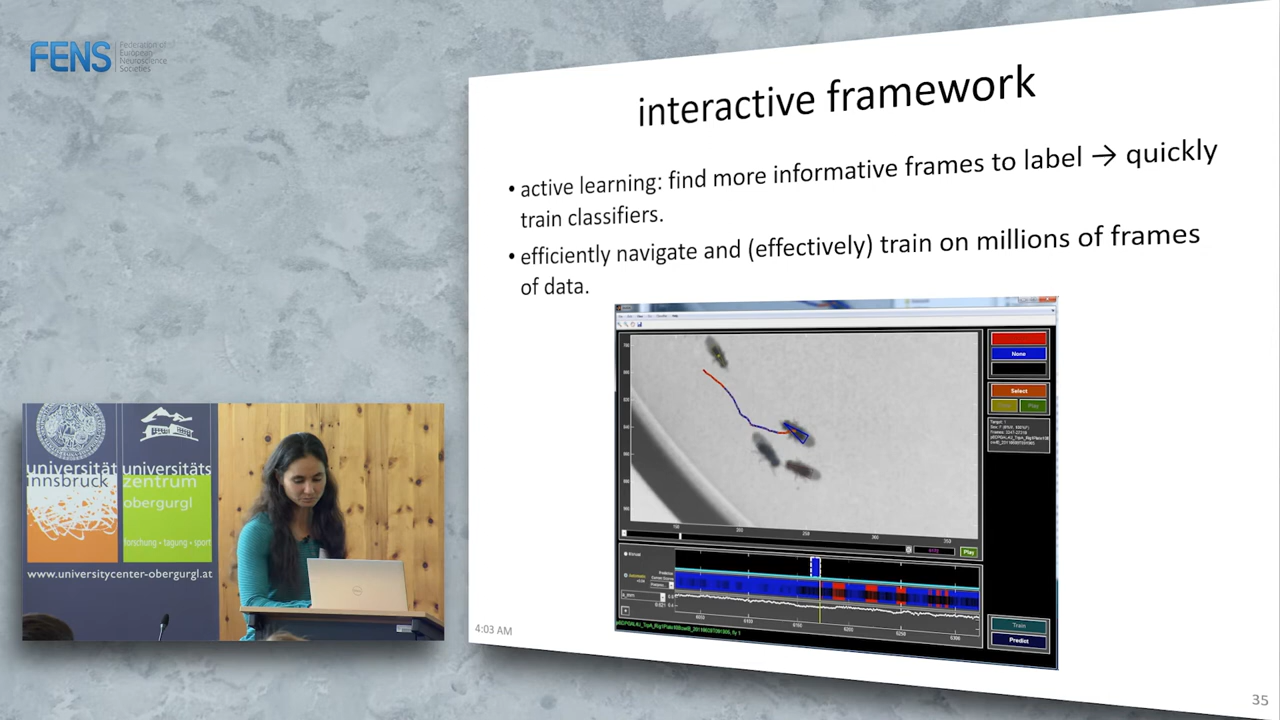 FENS
Federation of
European
Neuroscience
Societies
interactive framework
• active learning: find more informative frames to label → quickly
train classifiers.
• efficiently navigate and (effectively) train on millions of frames
of data.
None
Select
Play
Play
Train
Predict
universität
innsbruck
universitäts
zentrum
obergurgl
forschung • tagung • sport
www.universitycenter-obergurgl.at
4:03 AM
35